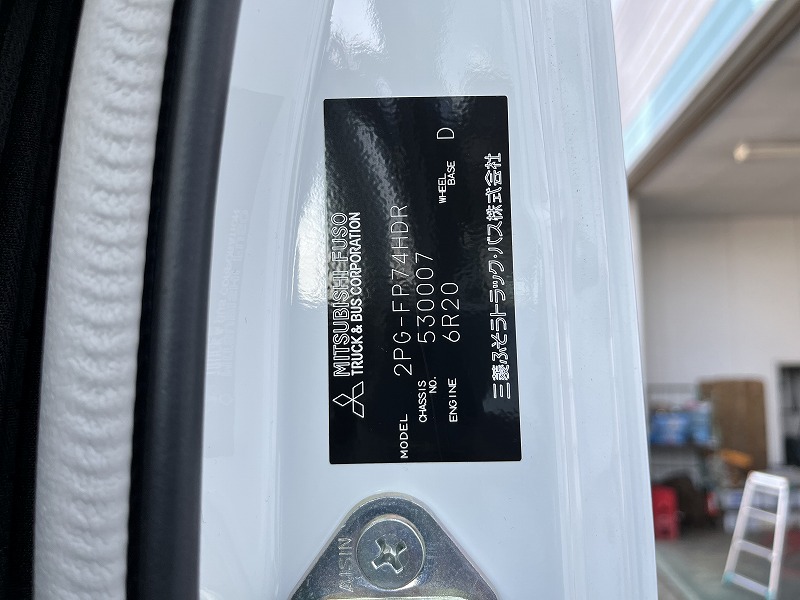 MITSUBISHI FUSO
TRUCK & BUS CORPORATION
MODEL 2PG-FP74HDR
CHASSIS NO. 530007
ENGINE 6R20 WHEEL BASE D
三菱ふそうトラック・バス株式会社
AISIN